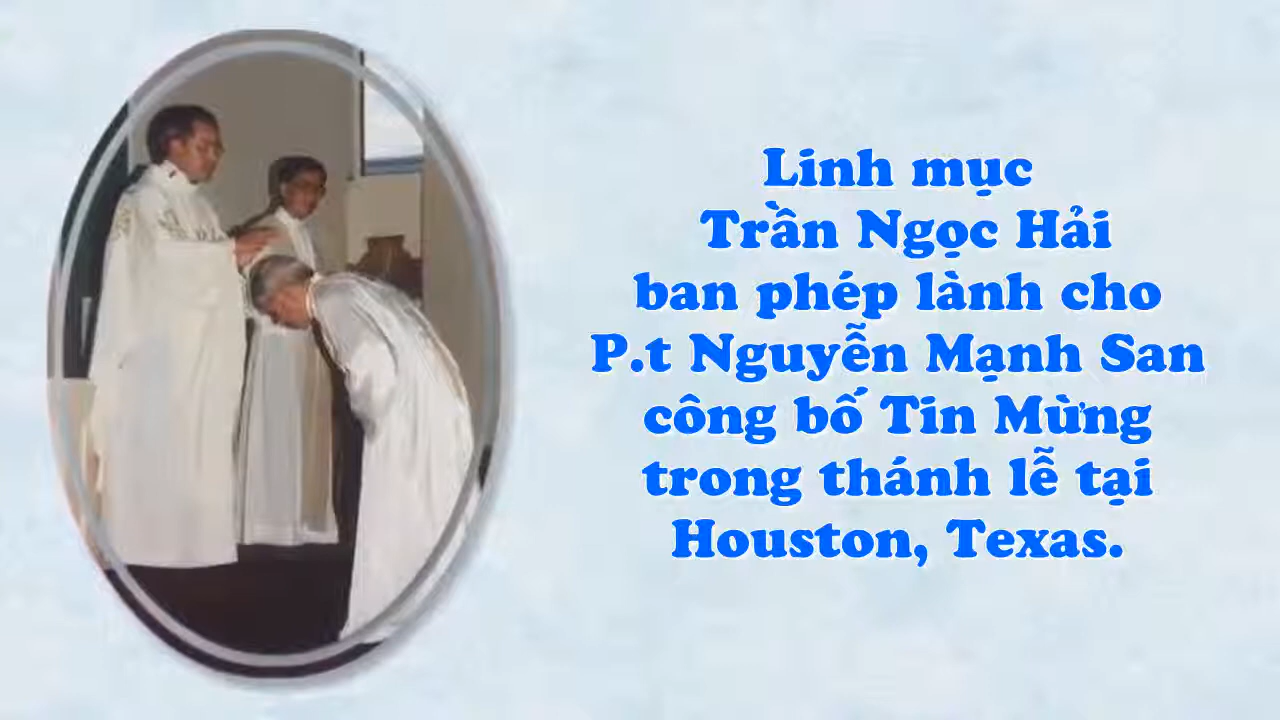 Linh mục
Trần Ngọc Hải
ban phép lành cho
P.t Nguyễn Mạnh San
công bố Tin Mừng
trong thánh lễ tại
Houston, Texas.